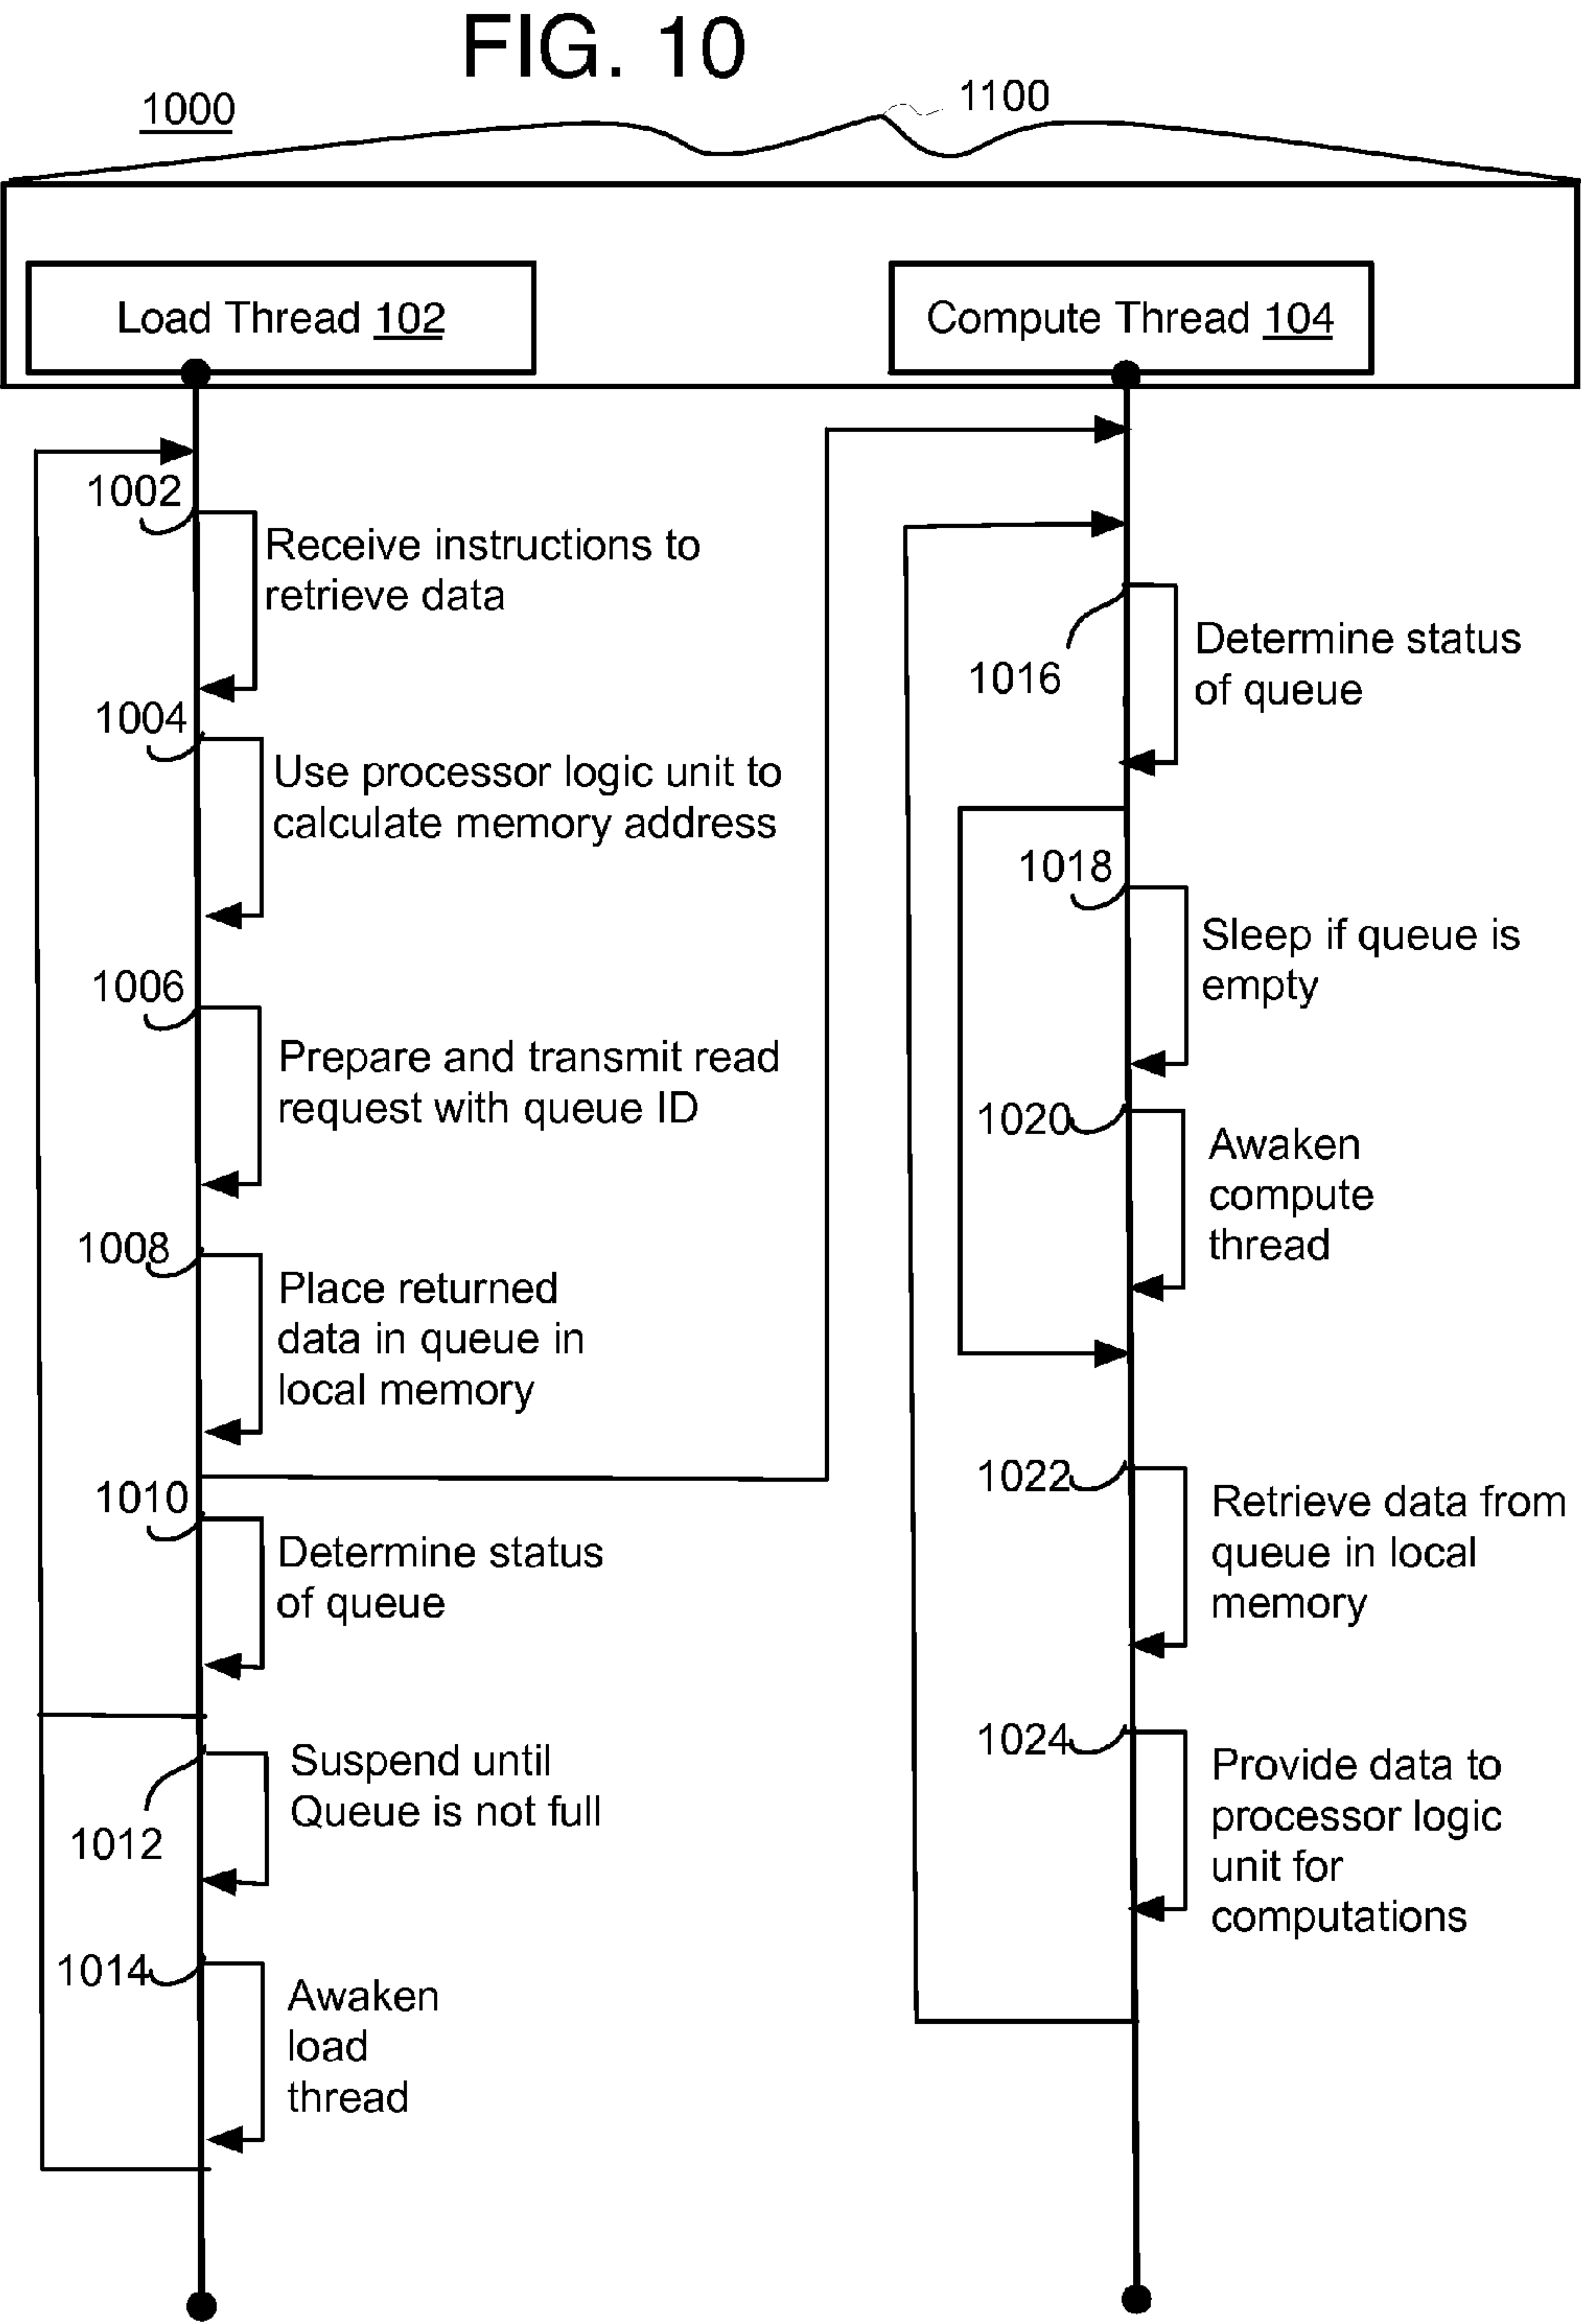 FIG. 10
1000
1100
Load Thread 102
Compute Thread 104
1002
Receive instructions to
retrieve data
1004
Use processor logic unit to
calculate memory address
1006
Prepare and transmit read
request with queue ID
1008
Place returned
data in queue in
local memory
1010
Determine status
of queue
1012
Suspend until
Queue is not full
1014
Awaken
load
thread
1016
Determine status
of queue
1018
Sleep if queue is
empty
1020
Awaken
compute
thread
1022
Retrieve data from
queue in local
memory
1024
Provide data to
processor logic
unit for
computations